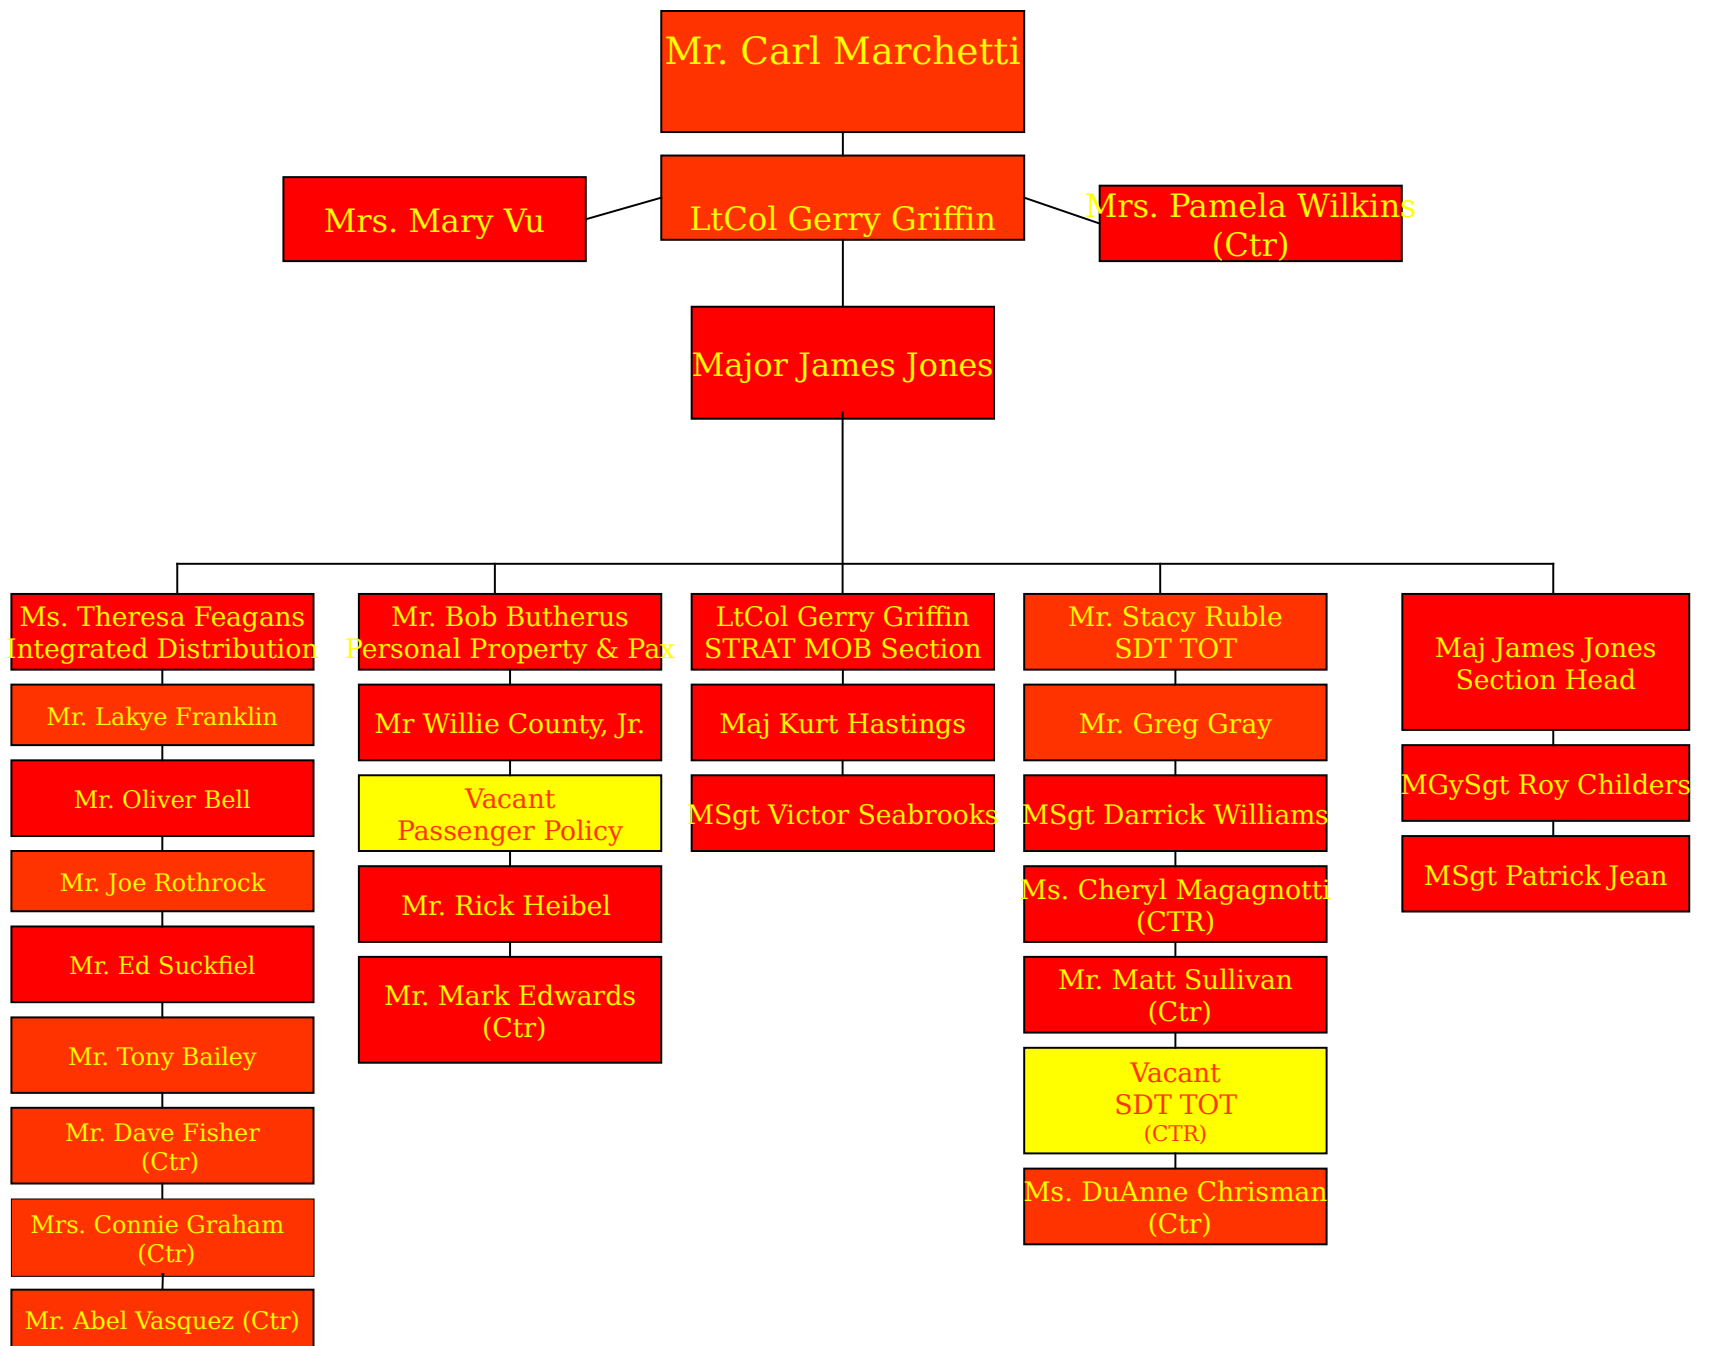 Mr. Carl Marchetti
LtCol Gerry Griffin
Mrs. Mary Vu
Mrs. Pamela Wilkins
(Ctr)
Major James Jones
Ms. Theresa Feagans
Integrated Distribution
Mr. Lakye Franklin
Mr. Oliver Bell
Mr. Joe Rothrock
Mr. Ed Suckfiel
Mr. Tony Bailey
Mr. Dave Fisher
(Ctr)
Mrs. Connie Graham
(Ctr)
Mr. Abel Vasquez (Ctr)
Mr. Bob Butherus
Personal Property & Pax
Mr Willie County, Jr.
Vacant
Passenger Policy
Mr. Rick Heibel
Mr. Mark Edwards
(Ctr)
LtCol Gerry Griffin
STRAT MOB Section
Maj Kurt Hastings
MSgt Victor Seabrooks
Mr. Stacy Ruble
SDT TOT
Mr. Greg Gray
MSgt Darrick Williams
Ms. Cheryl Magagnotti
(CTR)
Mr. Matt Sullivan
(Ctr)
Vacant
SDT TOT
(CTR)
Ms. DuAnne Chrisman
(Ctr)
Maj James Jones
Section Head
MGySgt Roy Childers
MSgt Patrick Jean